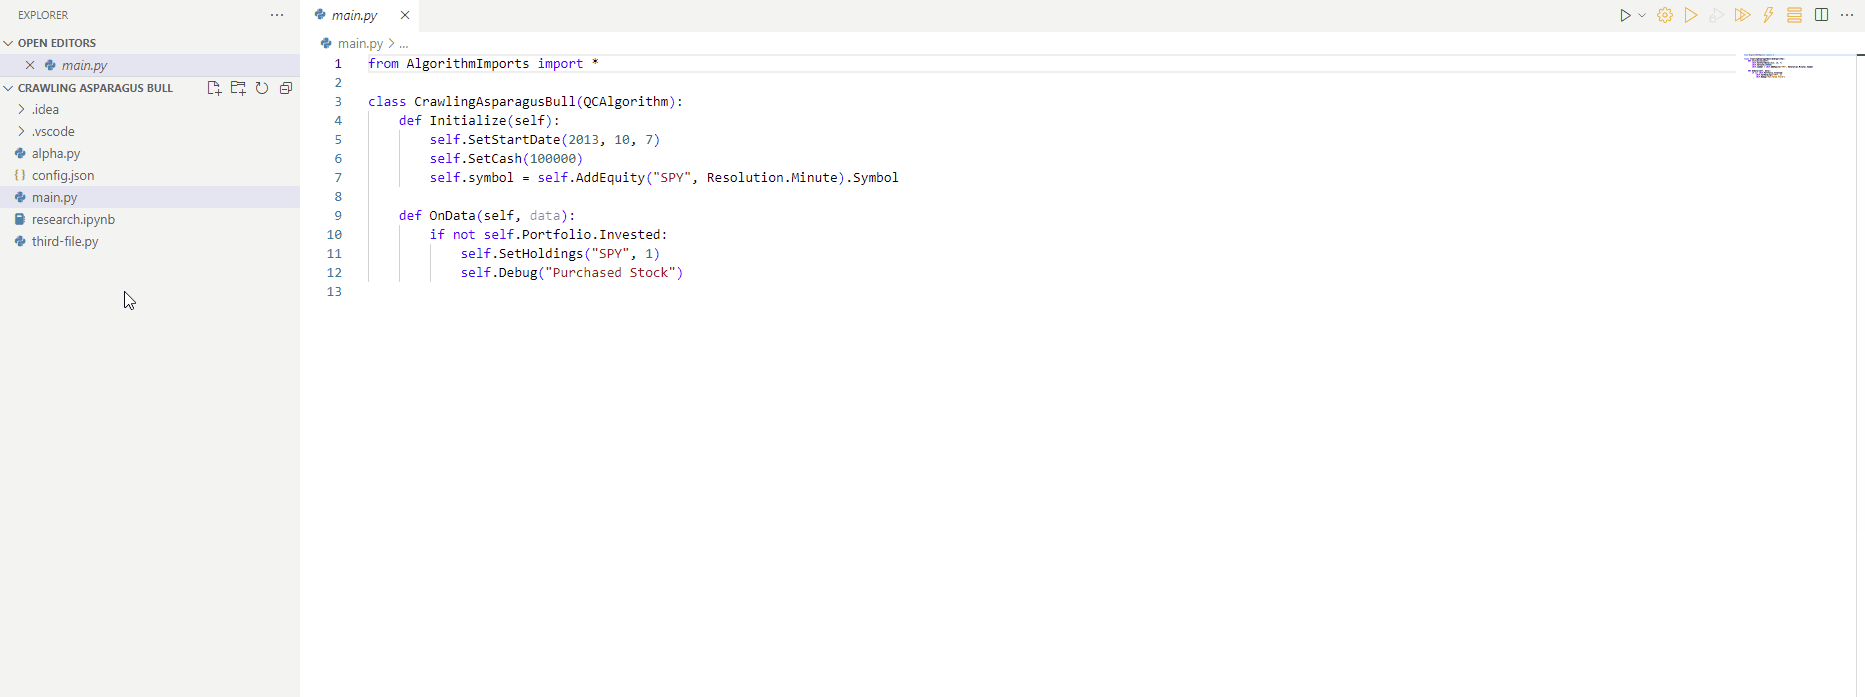 EXPLORER
OPEN EDITORS
main.py
CRAWLING ASPARAGUS BULL
.idea
.vscode
alpha.py
config.json
main.py
research.ipynb
third-file.py
main.py
main.py > ...
1 from AlgorithmImports import *
2
3 class CrawlingAsparagusBull(QCAlgorithm):
4 def Initialize(self):
5 self.SetStartDate(2013, 10, 7)
6 self.SetCash(100000)
7 self.symbol = self.AddEquity("SPY", Resolution.Minute).Symbol
8
9 def OnData(self, data):
10 if not self.Portfolio.Invested:
11 self.SetHoldings("SPY", 1)
12 self.Debug("Purchased Stock")
13